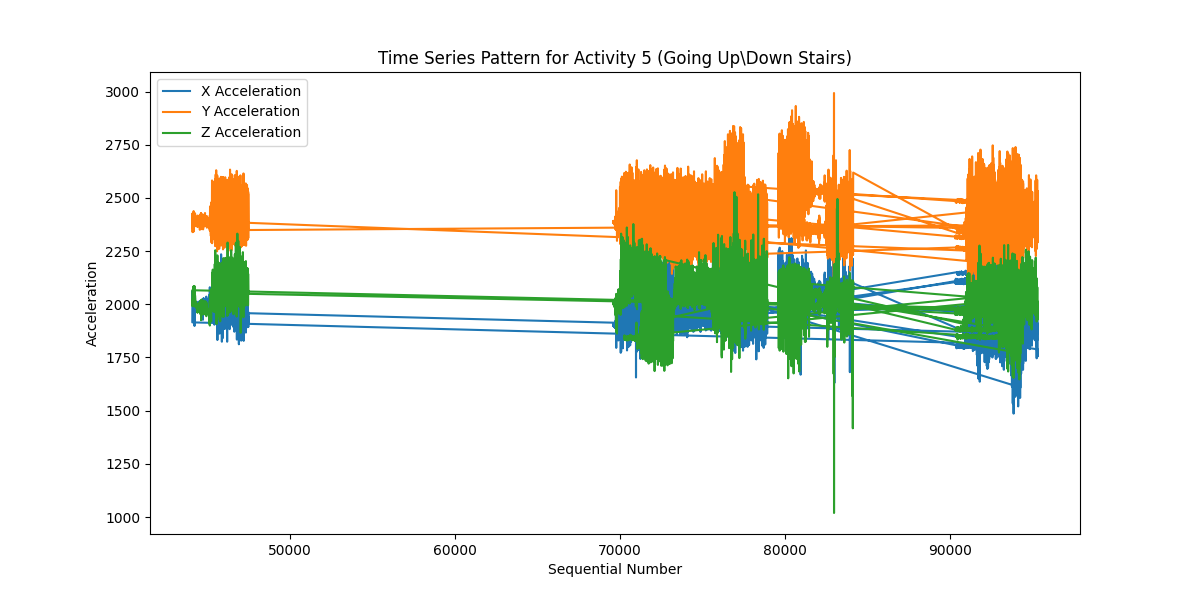 Time Series Pattern for Activity 5 (Going Up\Down Stairs)
X Acceleration
Y Acceleration
Z Acceleration
Acceleration
3000
2750
2500
2250
2000
1750
1500
1250
1000
50000 60000 70000 80000 90000
Sequential Number